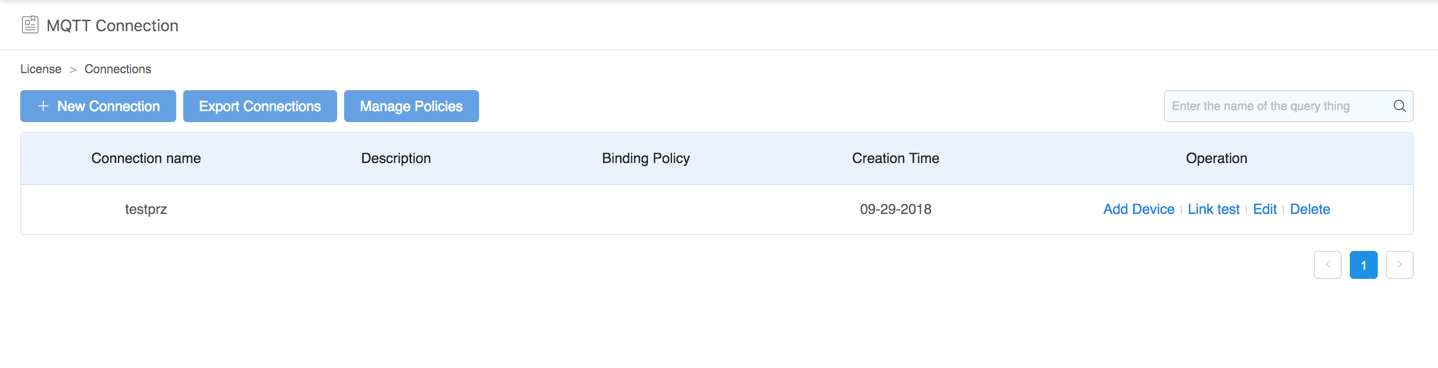 MQTT Connection
License > Connections
+ New Connection Export Connections Manage Policies Enter the name of the query thing
Connection name Description Binding Policy Creation Time Operation
testprz 09-29-2018 Add Device | Link test | Edit | Delete
< 1 >